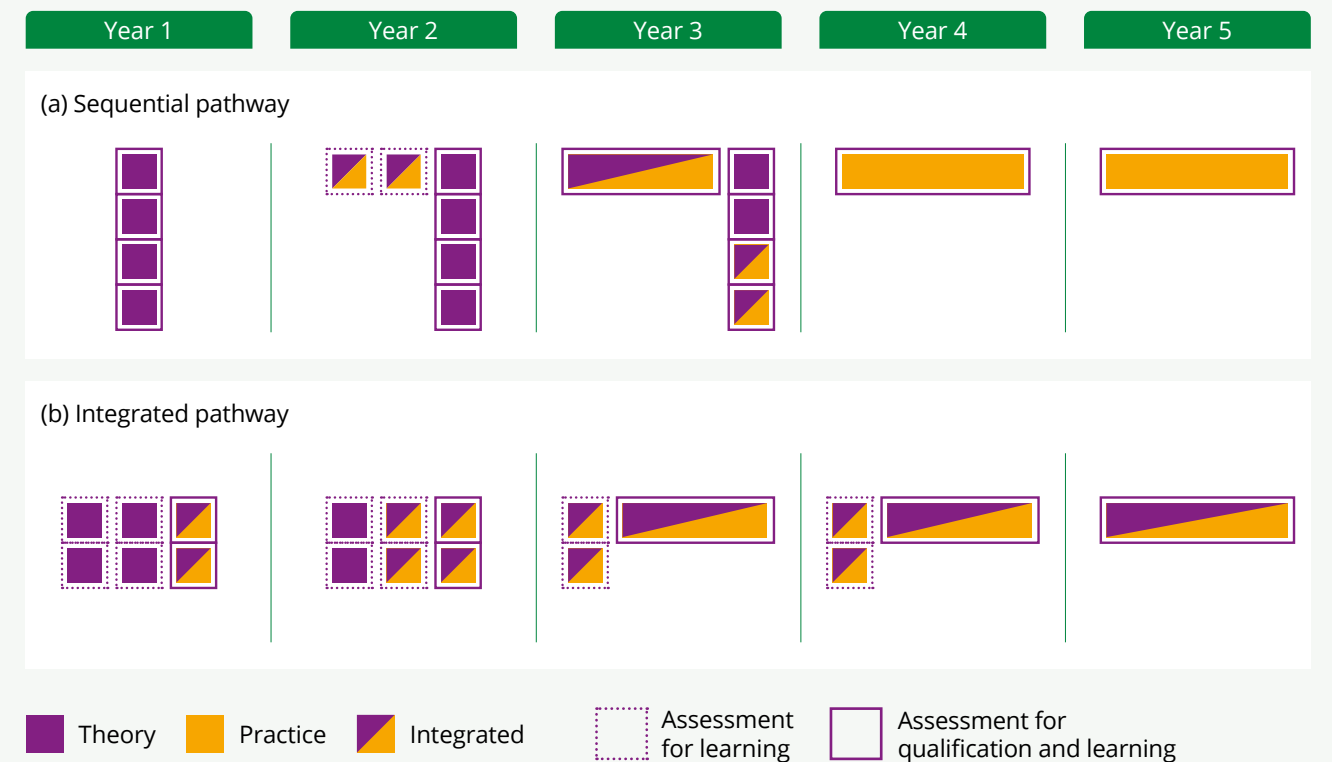 Year 1
Year 2
Year 3
Year 4
Year 5
(a) Sequential pathway
(b) Integrated pathway
Theory
Practice
Integrated
Assessment
for learning
Assessment for
qualification and learning